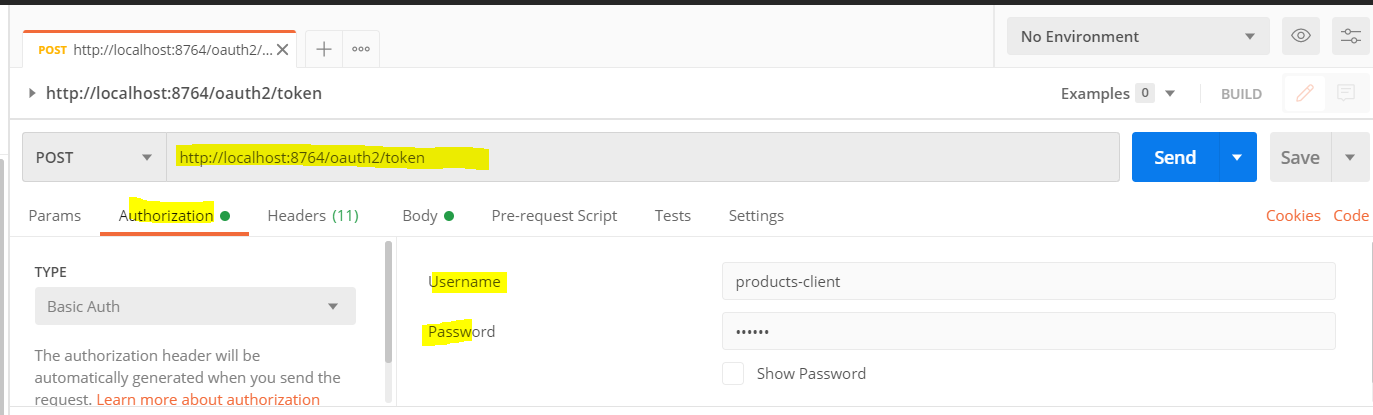 POST http://localhost:8764/oauth2/...
No Environment
http://localhost:8764/oauth2/token
Examples 0
BUILD
POST
http://localhost:8764/oauth2/token
Send
Save
Params
Authorization
Headers (11)
Body
Pre-request Script
Tests
Settings
Cookies
Code
TYPE
Basic Auth
The authorization header will be
automatically generated when you send the
request. Learn more about authorization
Username
products-client
Password
••••••
Show Password